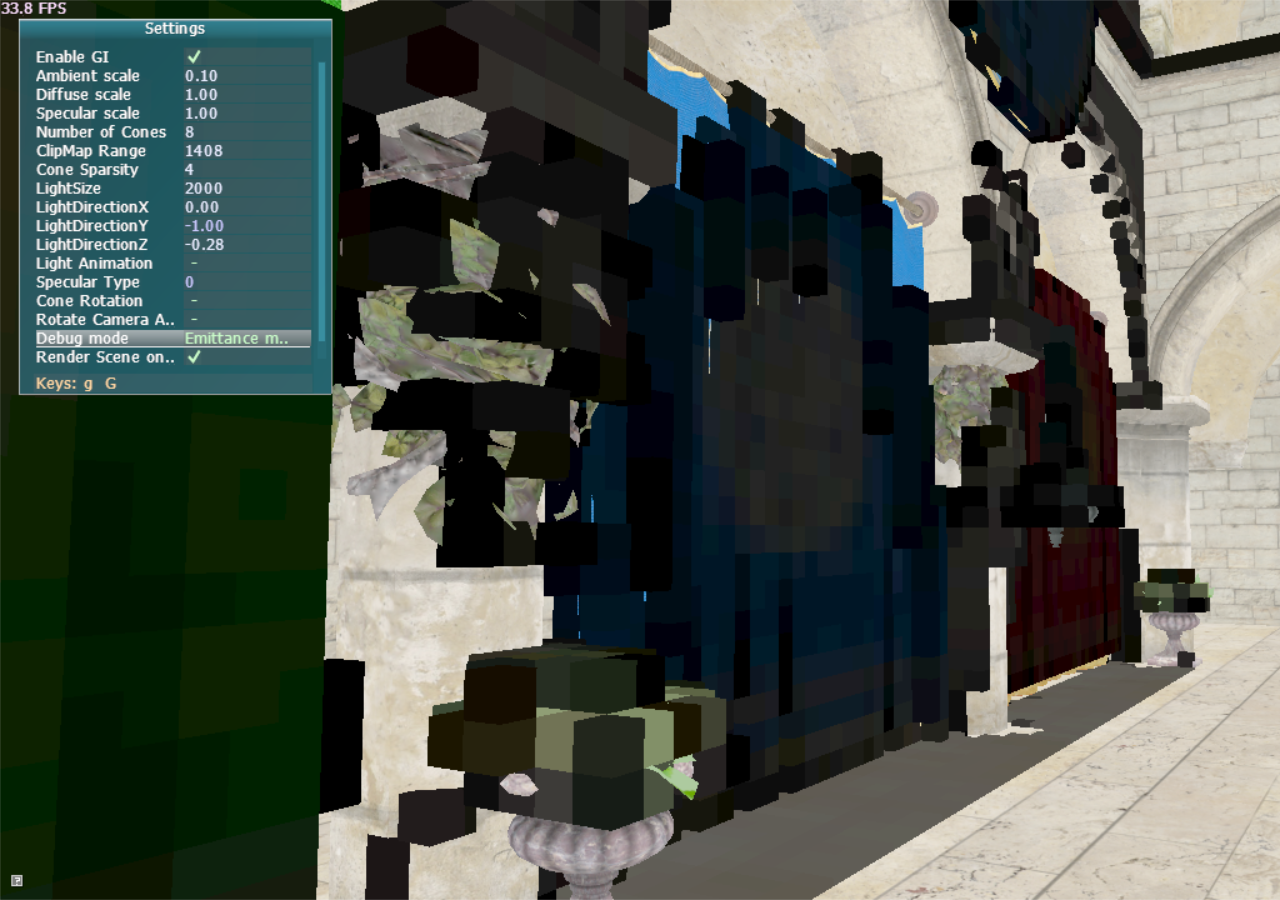 33.8 FPS
Settings
Enable GI
Ambient scale 0.10
Diffuse scale 1.00
Specular scale 1.00
Number of Cones 8
ClipMap Range 1408
Cone Sparsity 4
LightSize 2000
LightDirectionX 0.00
LightDirectionY -1.00
LightDirectionZ -0.28
Light Animation -
Specular Type 0
Cone Rotation -
Rotate Camera A.. -
Debug mode Emittance m..
Render Scene on..
Keys: g G
?